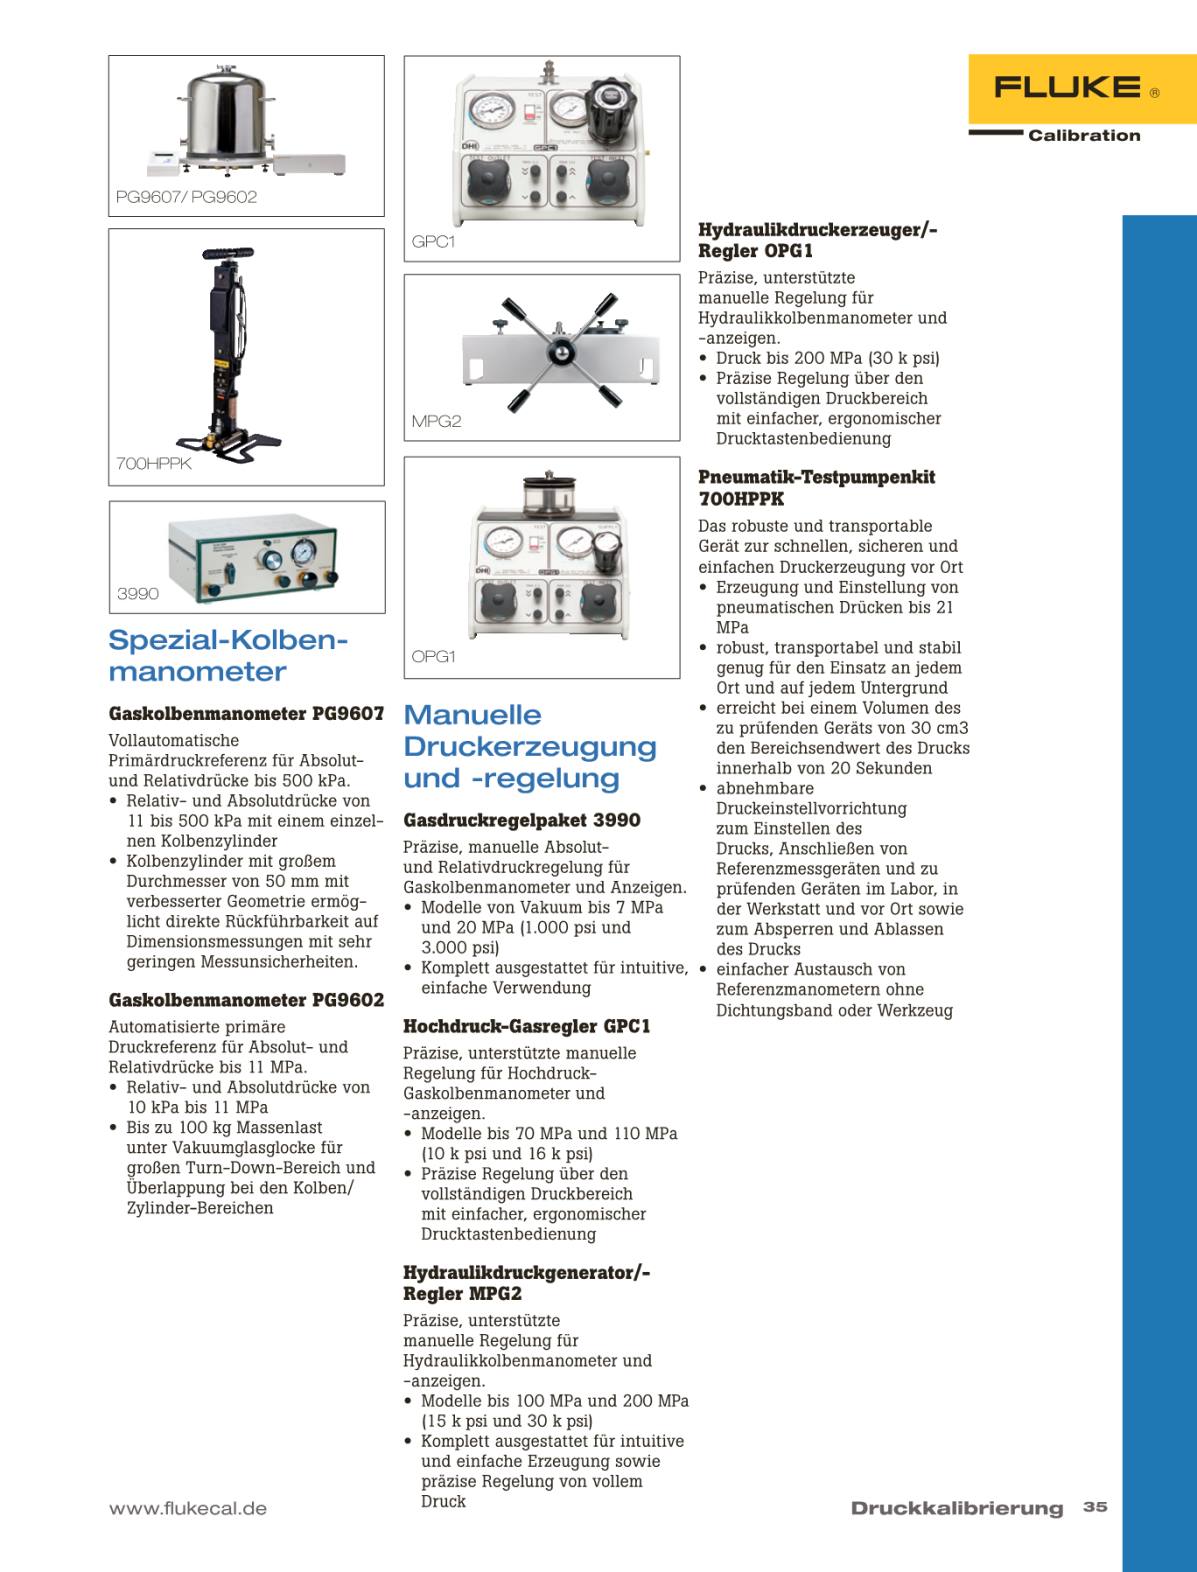 PG9607/ PG9602
700HPPK
3990
Spezial-Kolben-
manometer
Gaskolbenmanometer PG9607
Vollautomatische
Primärdruckreferenz für Absolut-
und Relativdrücke bis 500 kPa.
• Relativ- und Absolutdrücke von
11 bis 500 kPa mit einem einzel-
nen Kolbenzylinder
• Kolbenzylinder mit großem
Durchmesser von 50 mm mit
verbesserter Geometrie ermög-
licht direkte Rückführbarkeit auf
Dimensionsmessungen mit sehr
geringen Messunsicherheiten.
Gaskolbenmanometer PG9602
Automatisierte primäre
Druckreferenz für Absolut- und
Relativdrücke bis 11 MPa.
• Relativ- und Absolutdrücke von
10 kPa bis 11 MPa
• Bis zu 100 kg Massenlast
unter Vakuumglasglocke für
großen Turn-Down-Bereich und
Überlappung bei den Kolben/
Zylinder-Bereichen
TEST
DHI
GPC1
GPC1
MPG2
TEST
SUPPLY
DHI
OPG1
OPG1
Manuelle
Druckerzeugung
und -regelung
Gasdruckregelpaket 3990
Präzise, manuelle Absolut-
und Relativdruckregelung für
Gaskolbenmanometer und Anzeigen.
• Modelle von Vakuum bis 7 MPa
und 20 MPa (1.000 psi und
3.000 psi)
• Komplett ausgestattet für intuitive,
einfache Verwendung
Hochdruck-Gasregler GPC1
Präzise, unterstützte manuelle
Regelung für Hochdruck-
Gaskolbenmanometer und
-anzeigen.
• Modelle bis 70 MPa und 110 MPa
(10 k psi und 16 k psi)
• Präzise Regelung über den
vollständigen Druckbereich
mit einfacher, ergonomischer
Drucktastenbedienung
Hydraulikdruckgenerator/-
Regler MPG2
Präzise, unterstützte
manuelle Regelung für
Hydraulikkolbenmanometer und
-anzeigen.
• Modelle bis 100 MPa und 200 MPa
(15 k psi und 30 k psi)
• Komplett ausgestattet für intuitive
und einfache Erzeugung sowie
präzise Regelung von vollem
Druck
FLUKE ®
Calibration
Hydraulikdruckerzeuger/-
Regler OPG1
Präzise, unterstützte
manuelle Regelung für
Hydraulikkolbenmanometer und
-anzeigen.
• Druck bis 200 MPa (30 k psi)
• Präzise Regelung über den
vollständigen Druckbereich
mit einfacher, ergonomischer
Drucktastenbedienung
Pneumatik-Testpumpenkit
700HPPK
Das robuste und transportable
Gerät zur schnellen, sicheren und
einfachen Druckerzeugung vor Ort
• Erzeugung und Einstellung von
pneumatischen Drücken bis 21
MPa
• robust, transportabel und stabil
genug für den Einsatz an jedem
Ort und auf jedem Untergrund
• erreicht bei einem Volumen des
zu prüfenden Geräts von 30 cm3
den Bereichsendwert des Drucks
innerhalb von 20 Sekunden
• abnehmbare
Druckeinstellvorrichtung
zum Einstellen des
Drucks, Anschließen von
Referenzmessgeräten und zu
prüfenden Geräten im Labor, in
der Werkstatt und vor Ort sowie
zum Absperren und Ablassen
des Drucks
• einfacher Austausch von
Referenzmanometern ohne
Dichtungsband oder Werkzeug
www.flukecal.de
Druckkalibrierung 35